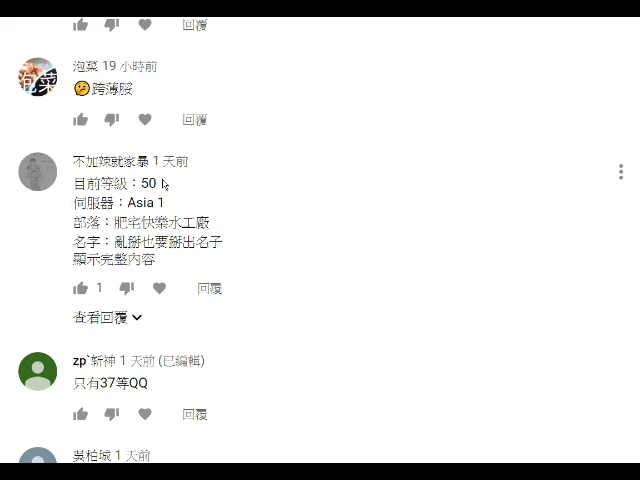 回覆
泡菜 19 小時前
🤔跨薄脮
回覆
不加辣就家暴 1 天前
目前等級：50
伺服器：Asia 1
部落：肥宅快樂水工廠
名字：亂掰也要掰出名子
顯示完整內容
1
回覆
查看回覆
zp`斬神 1 天前 (已編輯)
只有37等QQ
回覆
吳柏城 1 天前